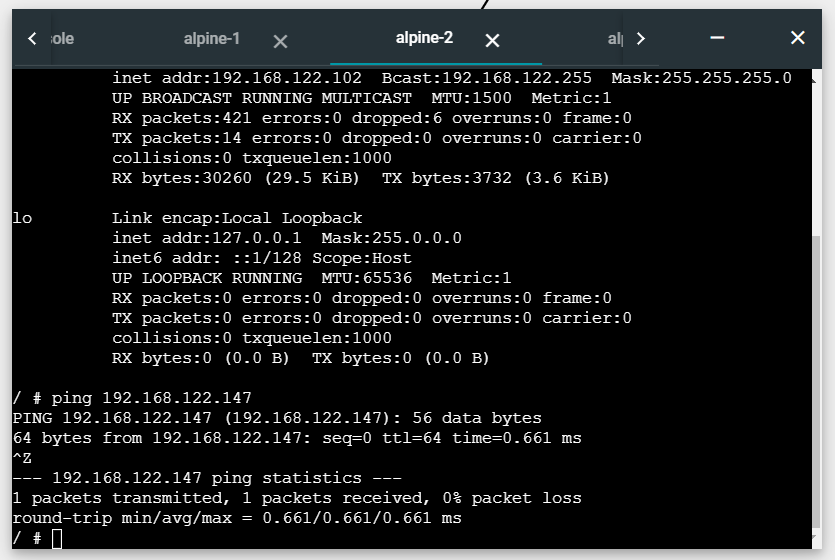 ole alpine-1 alpine-2 al
inet addr:192.168.122.102  Bcast:192.168.122.255  Mask:255.255.255.0
UP BROADCAST RUNNING MULTICAST  MTU:1500  Metric:1
RX packets:421 errors:0 dropped:6 overruns:0 frame:0
TX packets:14 errors:0 dropped:0 overruns:0 carrier:0
collisions:0 txqueuelen:1000
RX bytes:30260 (29.5 KiB)  TX bytes:3732 (3.6 KiB)
lo        Link encap:Local Loopback
inet addr:127.0.0.1  Mask:255.0.0.0
inet6 addr: ::1/128 Scope:Host
UP LOOPBACK RUNNING  MTU:65536  Metric:1
RX packets:0 errors:0 dropped:0 overruns:0 frame:0
TX packets:0 errors:0 dropped:0 overruns:0 carrier:0
collisions:0 txqueuelen:1000
RX bytes:0 (0.0 B)  TX bytes:0 (0.0 B)
/ # ping 192.168.122.147
PING 192.168.122.147 (192.168.122.147): 56 data bytes
64 bytes from 192.168.122.147: seq=0 ttl=64 time=0.661 ms
^Z
--- 192.168.122.147 ping statistics ---
1 packets transmitted, 1 packets received, 0% packet loss
round-trip min/avg/max = 0.661/0.661/0.661 ms
/ #